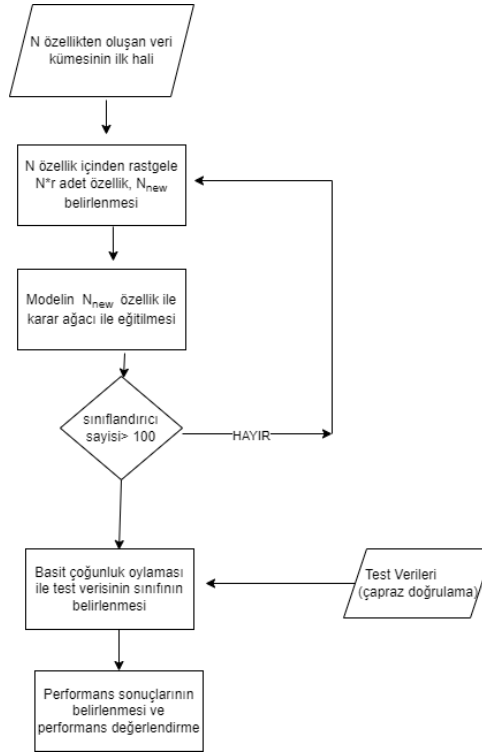 N özellikten oluşan veri
kümesinin ilk hali
N özellik içinden rastgele
N*r adet özellik, Nnew
belirlenmesi
Modelin Nnew özellik ile
karar ağacı ile eğitilmesi
sınıflandırıcı
sayisi> 100
HAYIR
Basit çoğunluk oylaması
ile test verisinin sınıfının
belirlenmesi
Test Verileri
(çapraz doğrulama)
Performans sonuçlarının
belirlenmesi ve
performans değerlendirme